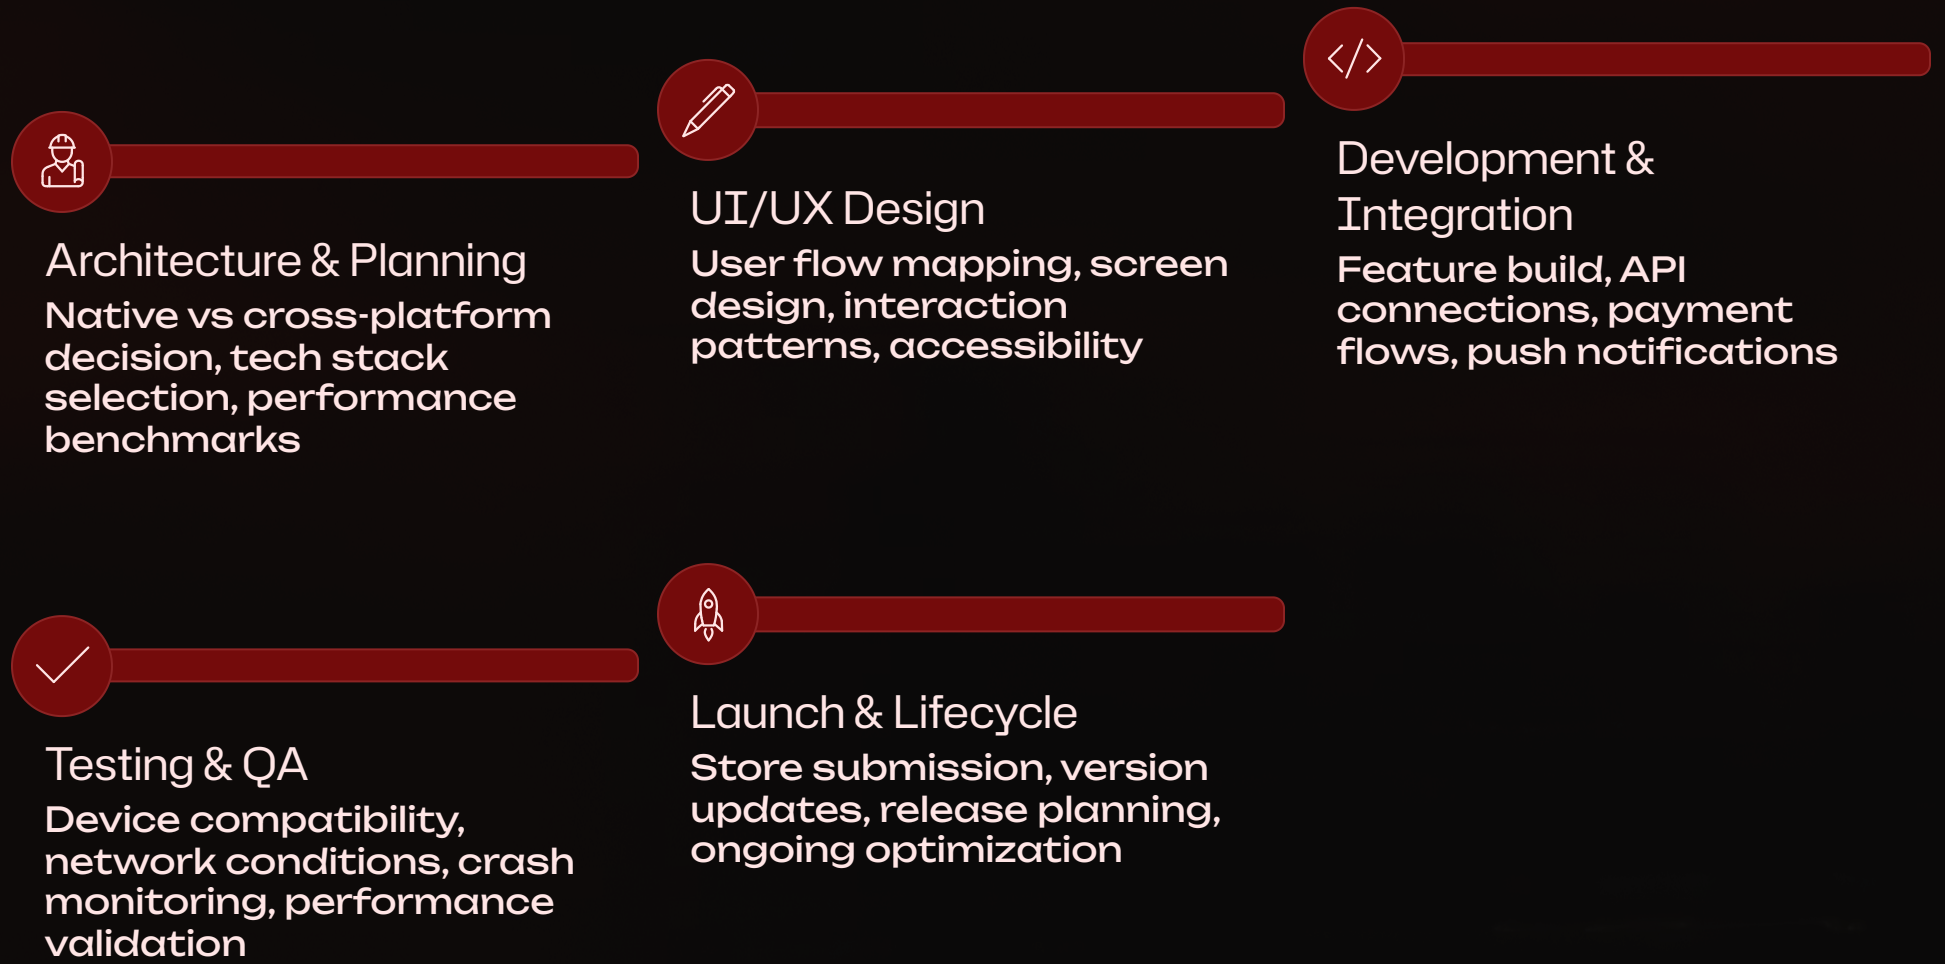 Architecture & Planning
Native vs cross-platform
decision, tech stack
selection, performance
benchmarks
UI/UX Design
User flow mapping, screen
design, interaction
patterns, accessibility
Development &
Integration
Feature build, API
connections, payment
flows, push notifications
Testing & QA
Device compatibility,
network conditions, crash
monitoring, performance
validation
Launch & Lifecycle
Store submission, version
updates, release planning,
ongoing optimization